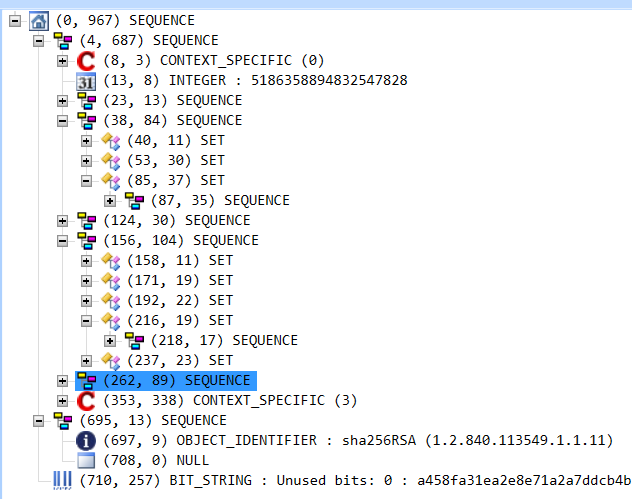 (0, 967) SEQUENCE
(4, 687) SEQUENCE
C (8, 3) CONTEXT_SPECIFIC (0)
31 (13, 8) INTEGER : 5186358894832547828
(23, 13) SEQUENCE
(38, 84) SEQUENCE
(40, 11) SET
(53, 30) SET
(85, 37) SET
(87, 35) SEQUENCE
(124, 30) SEQUENCE
(156, 104) SEQUENCE
(158, 11) SET
(171, 19) SET
(192, 22) SET
(216, 19) SET
(218, 17) SEQUENCE
(237, 23) SET
(262, 89) SEQUENCE
C (353, 338) CONTEXT_SPECIFIC (3)
(695, 13) SEQUENCE
i (697, 9) OBJECT_IDENTIFIER : sha256RSA (1.2.840.113549.1.1.11)
(708, 0) NULL
(710, 257) BIT_STRING : Unused bits: 0 : a458fa31ea2e8e71a2a7ddcb4b